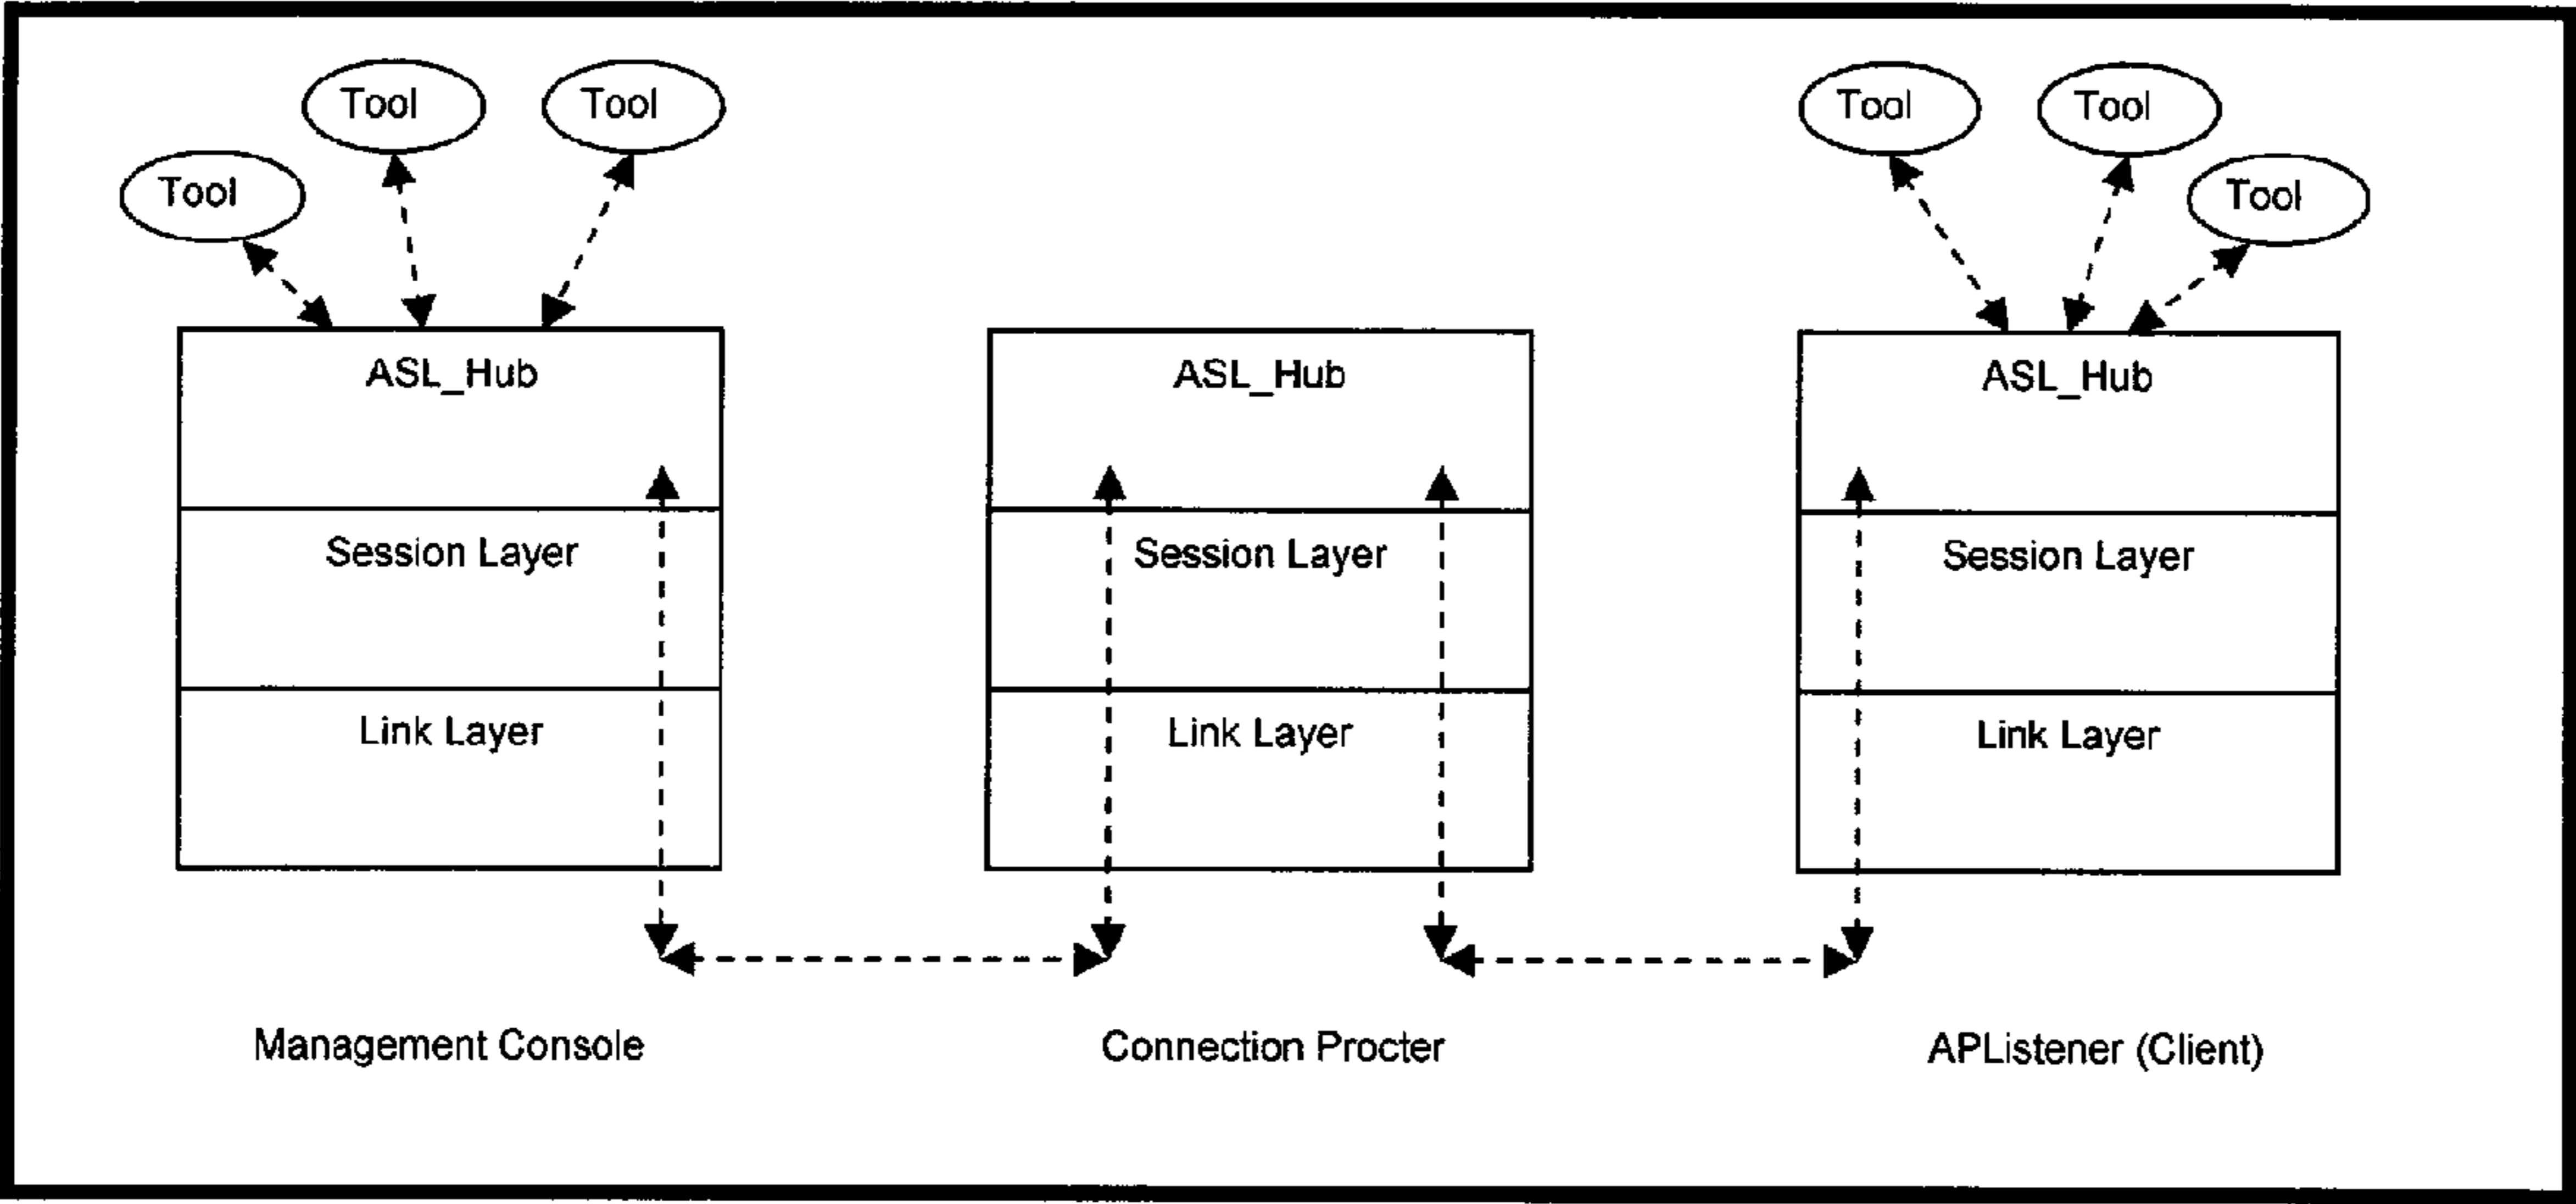 Tool Tool Tool Tool
Tool Tool
ASL_Hub ASL_Hub ASL_Hub
Session Layer Session Layer Session Layer
Link Layer Link Layer Link Layer
Management Console Connection Procter APListener (Client)